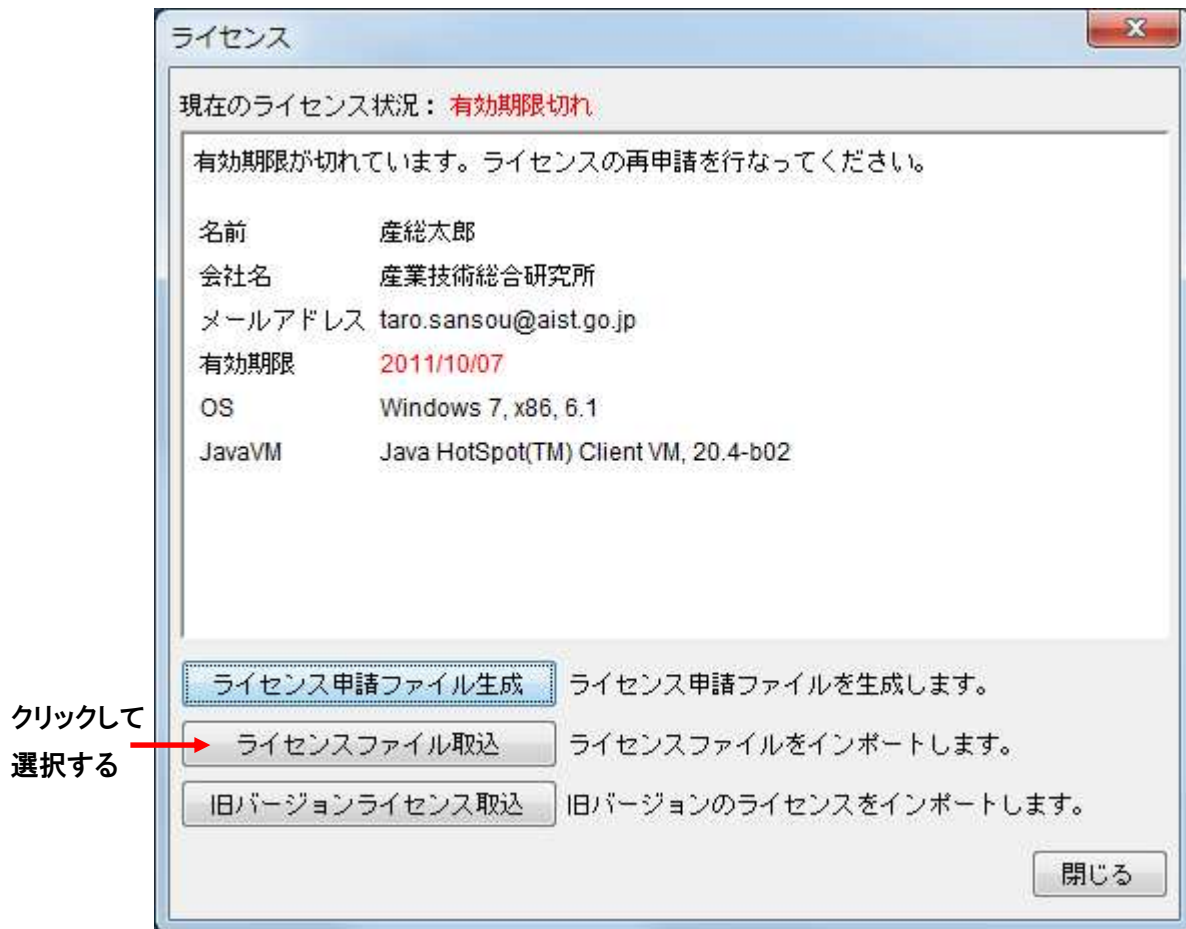 ライセンス
現在のライセンス状況： 有効期限切れ
有効期限が切れています。ライセンスの再申請を行なってください。
名前 産総太郎
会社名 産業技術総合研究所
メールアドレス taro.sansou@aist.go.jp
有効期限 2011/10/07
OS Windows 7, x86, 6.1
JavaVM Java HotSpot(TM) Client VM, 20.4-b02
ライセンス申請ファイル生成 ライセンス申請ファイルを生成します。
クリックして
選択する
ライセンスファイル取込 ライセンスファイルをインポートします。
旧バージョンライセンス取込 旧バージョンのライセンスをインポートします。
閉じる